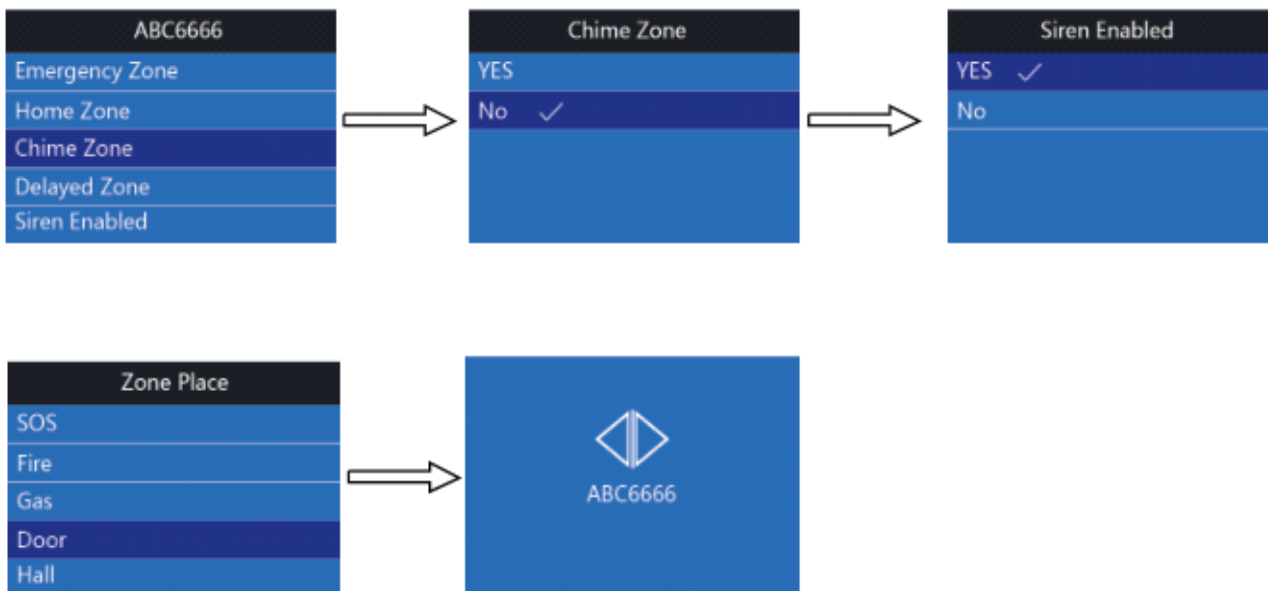 ABC6666
Emergency Zone
Home Zone
Chime Zone
Delayed Zone
Siren Enabled
Chime Zone
YES
No
Siren Enabled
YES
No
Zone Place
SOS
Fire
Gas
Door
Hall
ABC6666